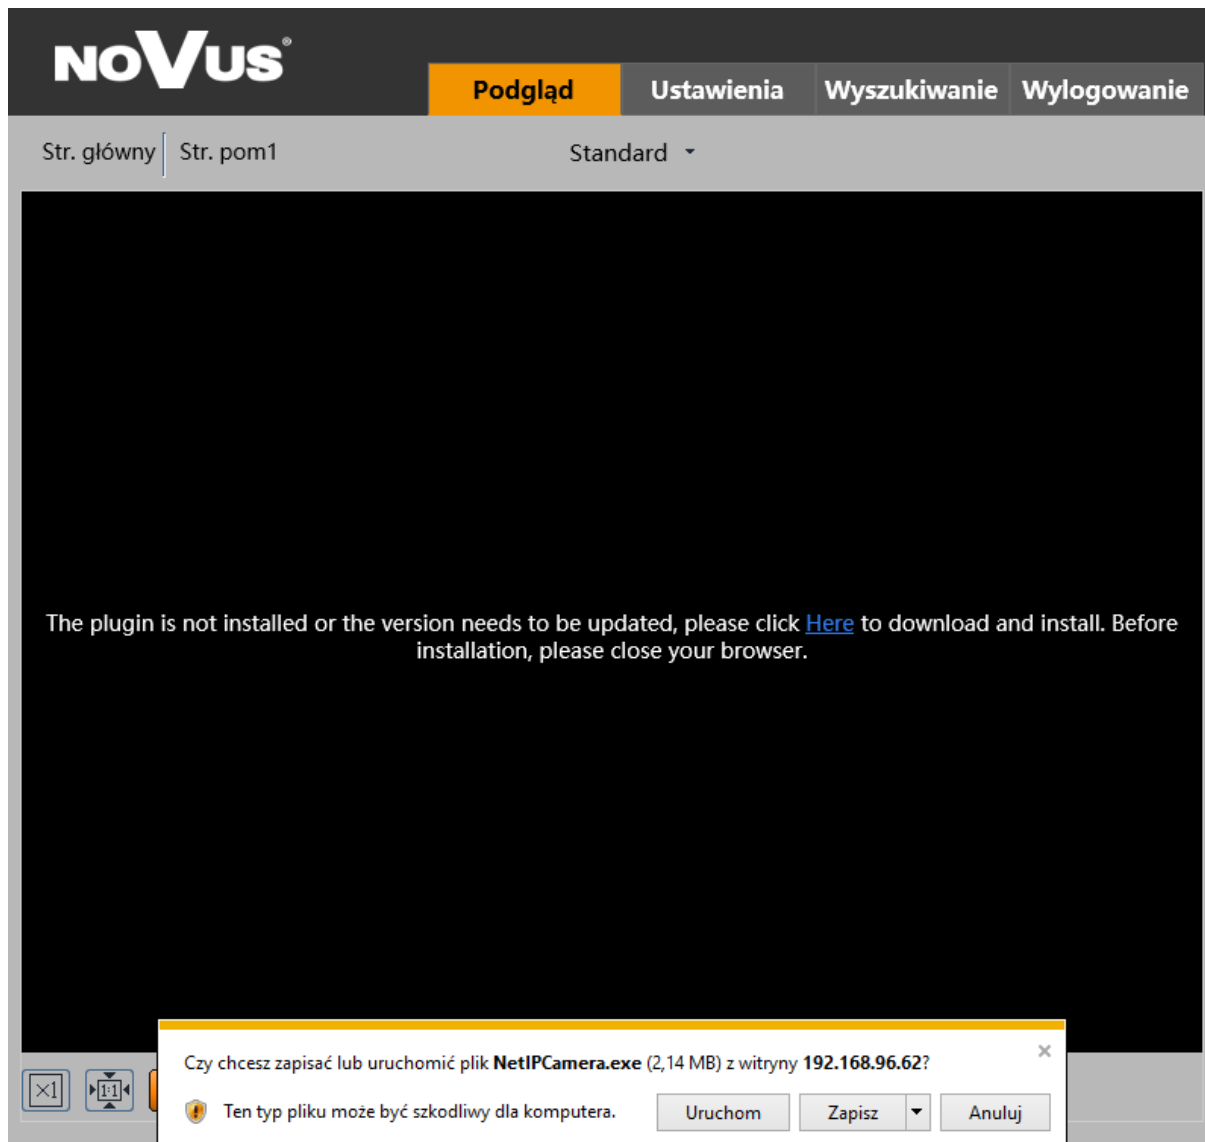 NOVUS®
Podgląd Ustawienia Wyszukiwanie Wylogowanie
Str. główny Str. pom1 Standard
The plugin is not installed or the version needs to be updated, please click Here to download and install. Before
installation, please close your browser.
×1 1:1
Czy chcesz zapisać lub uruchomić plik NetIPCamera.exe (2,14 MB) z witryny 192.168.96.62?
Ten typ pliku może być szkodliwy dla komputera. Uruchom Zapisz Anuluj